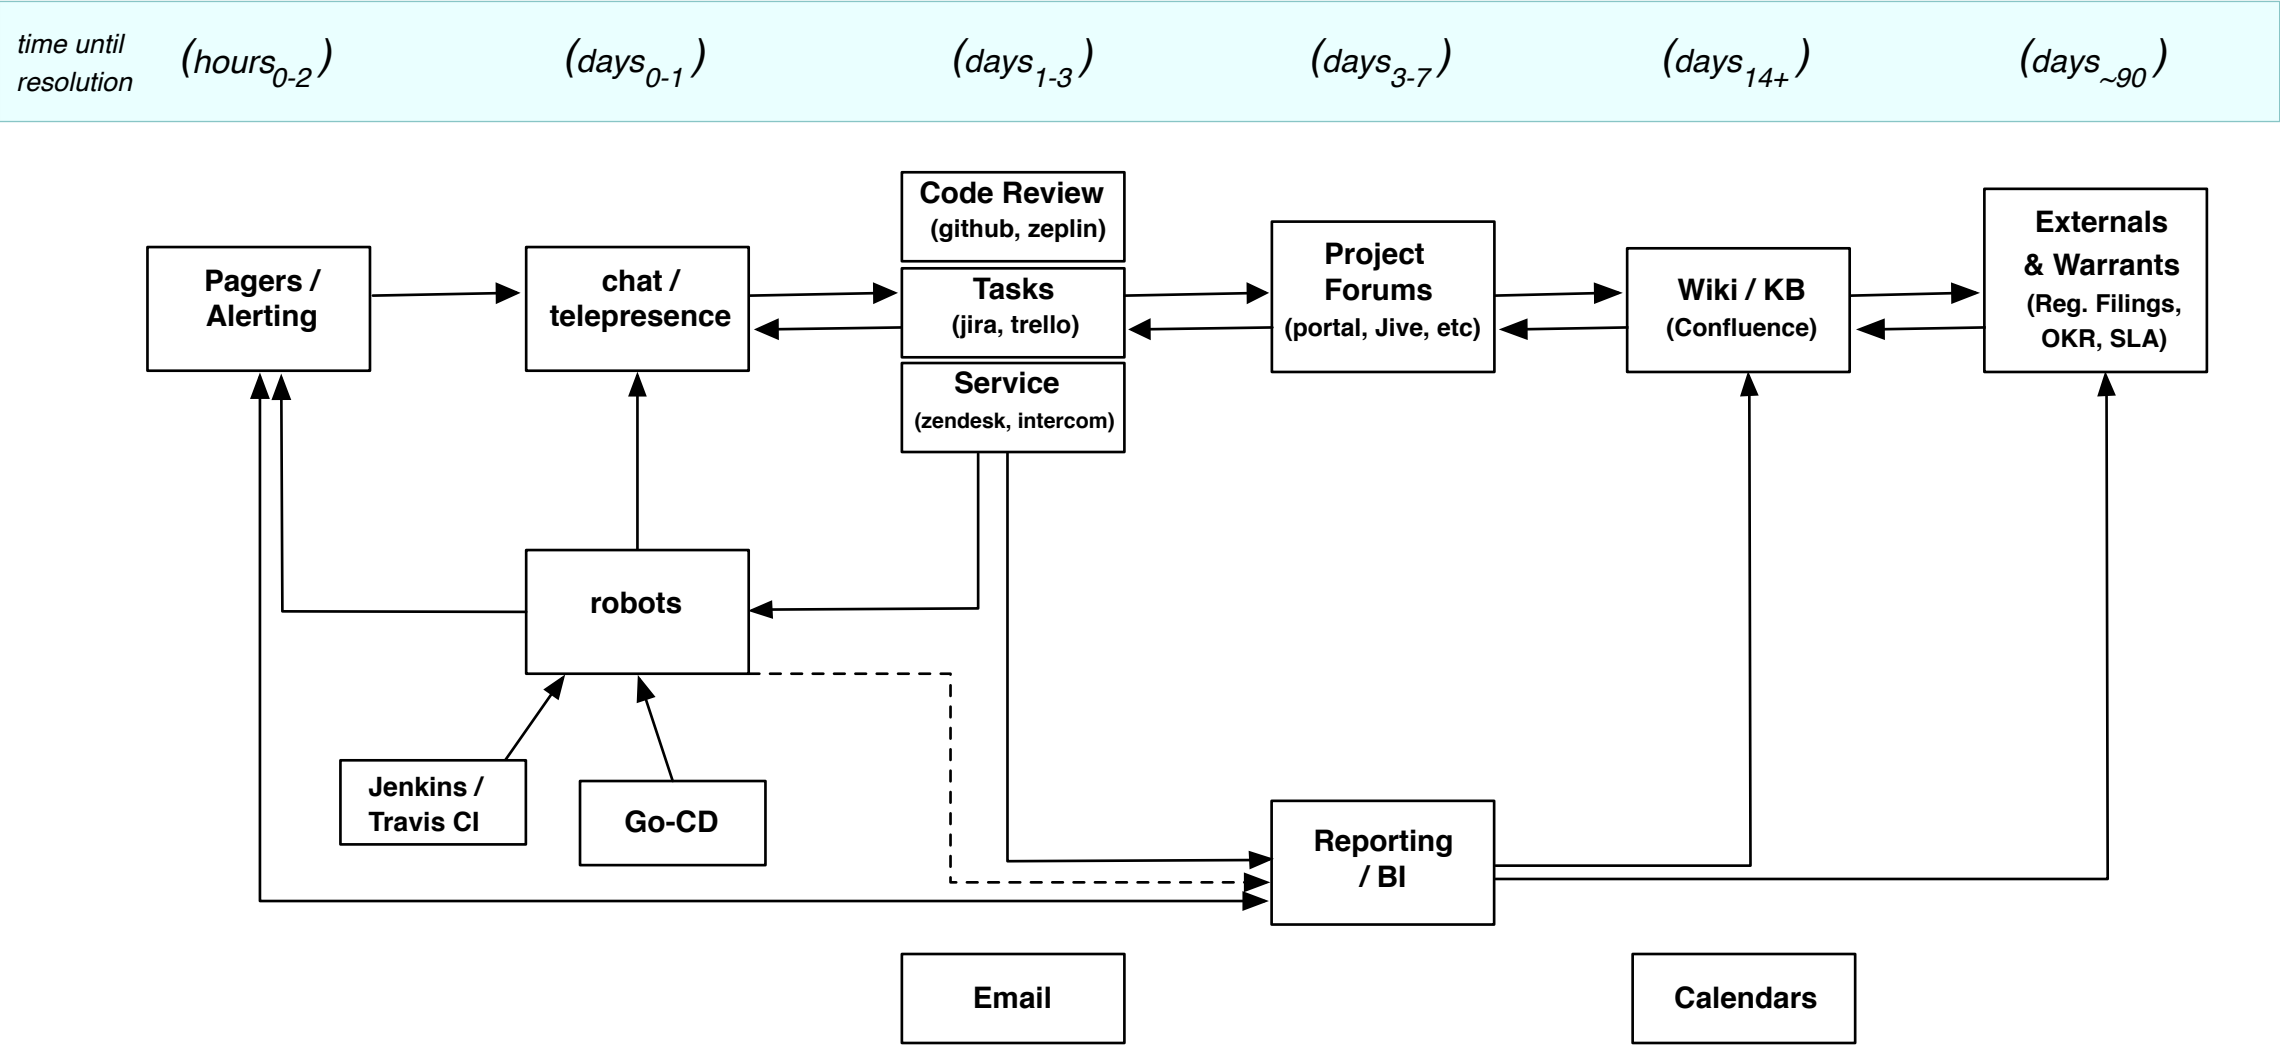 time until
resolution
(hours0-2)
(days0-1)
(days1-3)
(days3-7)
(days14+)
(days~90)
Code Review
(github, zeplin)
Pagers /
Alerting
chat /
telepresence
Tasks
(jira, trello)
Service
(zendesk, intercom)
Project
Forums
(portal, Jive, etc)
Wiki / KB
(Confluence)
Externals
& Warrants
(Reg. Filings,
OKR, SLA)
robots
Jenkins /
Travis CI
Go-CD
Reporting
/ BI
Email
Calendars